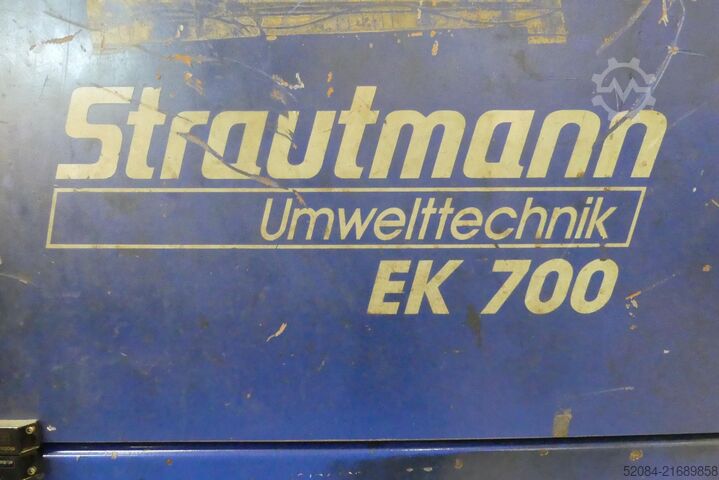 Strautmann
Umwelttechnik
EK 700
52084-21689858